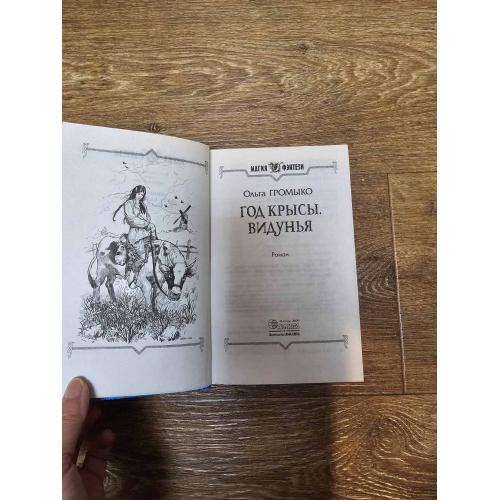 МАГИЯ ФЭНТЕЗИ
Ольга ГРОМЫКО
ГОД КРЫСЫ.
ВИДУНЬЯ
Роман